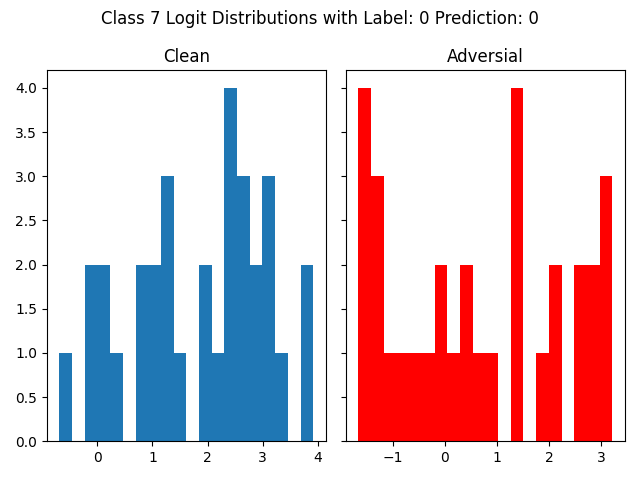 Class 7 Logit Distributions with Label: 0 Prediction: 0
Clean
Adversial
4.0
3.5
3.0
2.5
2.0
1.5
1.0
0.5
0.0
0 1 2 3 4
−1 0 1 2 3